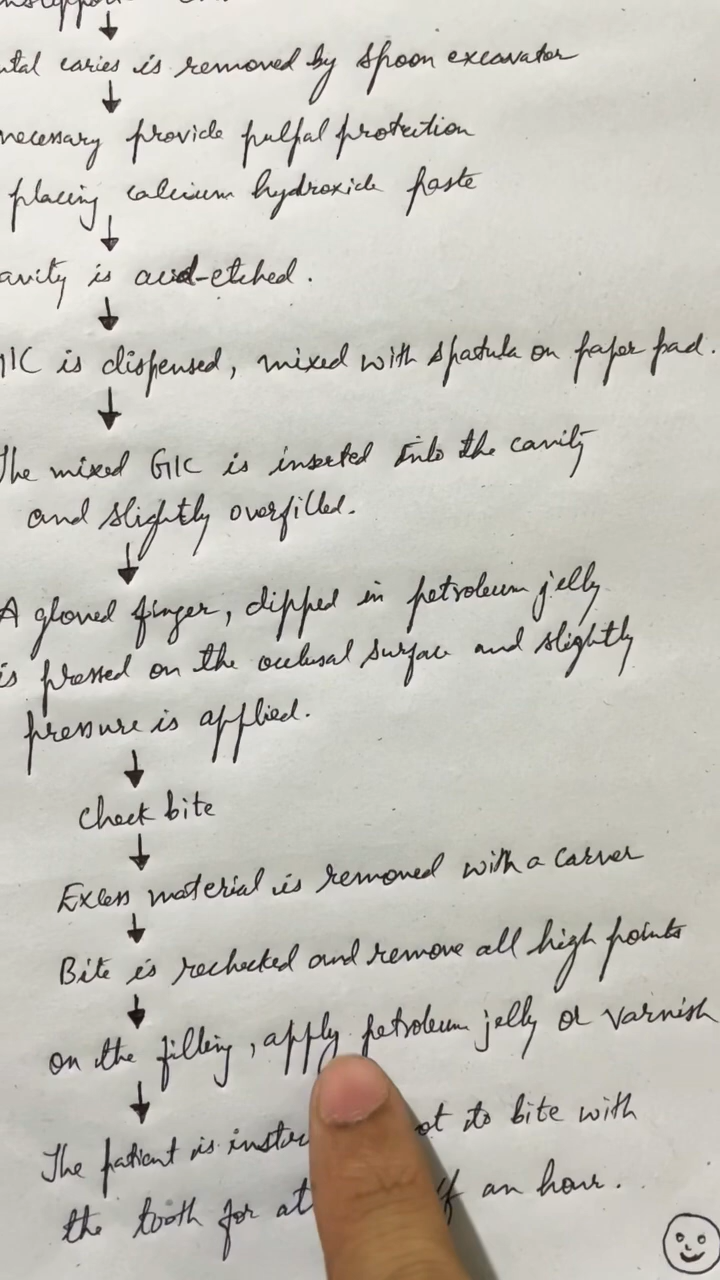 ntal caries is removed by spoon excavator
necessary provide pulpal protection
placing calcium hydroxide paste
avity is acid-etched.
GIC is dispensed, mixed with spatula on paper pad.
The mixed GIC is inserted into the cavity
and slightly overfilled.
A gloved finger, dipped in petroleum jelly
is pressed on the occlusal surface and slightly
pressure is applied.
Check bite
Excess material is removed with a carver
Bite is rechecked and remove all high points
on the filling, apply petroleum jelly or varnish
The patient is instr ot to bite with
the tooth for at f an hour.